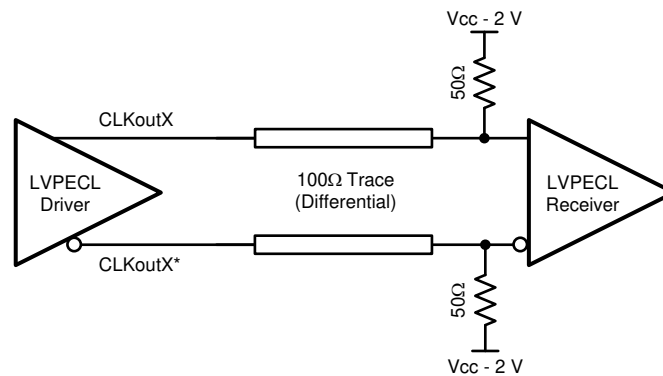 Vcc - 2 V
50Ω
CLKoutX
LVPECL
Driver
100Ω Trace
(Differential)
LVPECL
Receiver
CLKoutX*
50Ω
Vcc - 2 V